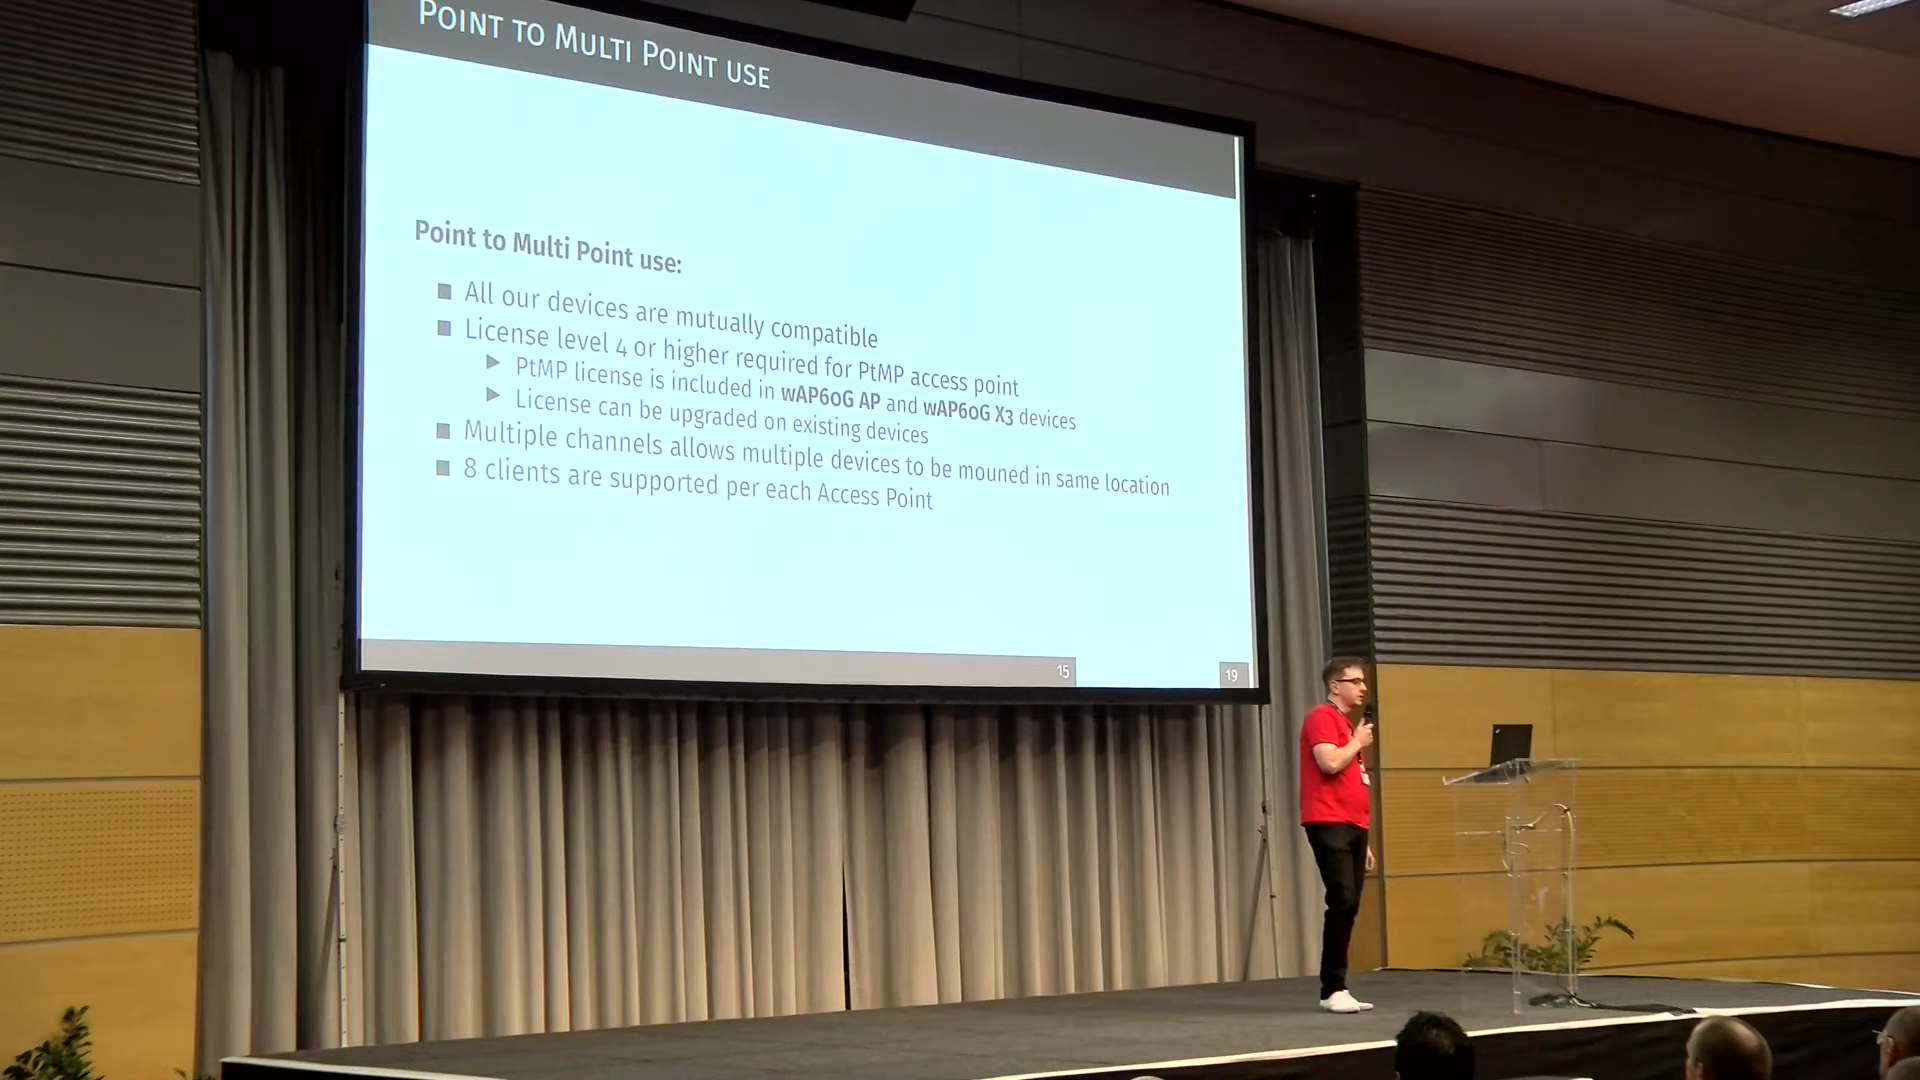 Point to Multi Point use
Point to Multi Point use:
All our devices are mutually compatible
License level 4 or higher required for PtMP access point
PtMP license is included in wAP60G AP and wAP60G X3 devices
License can be upgraded on existing devices
Multiple channels allows multiple devices to be mouned in same location
8 clients are supported per each Access Point
15
19